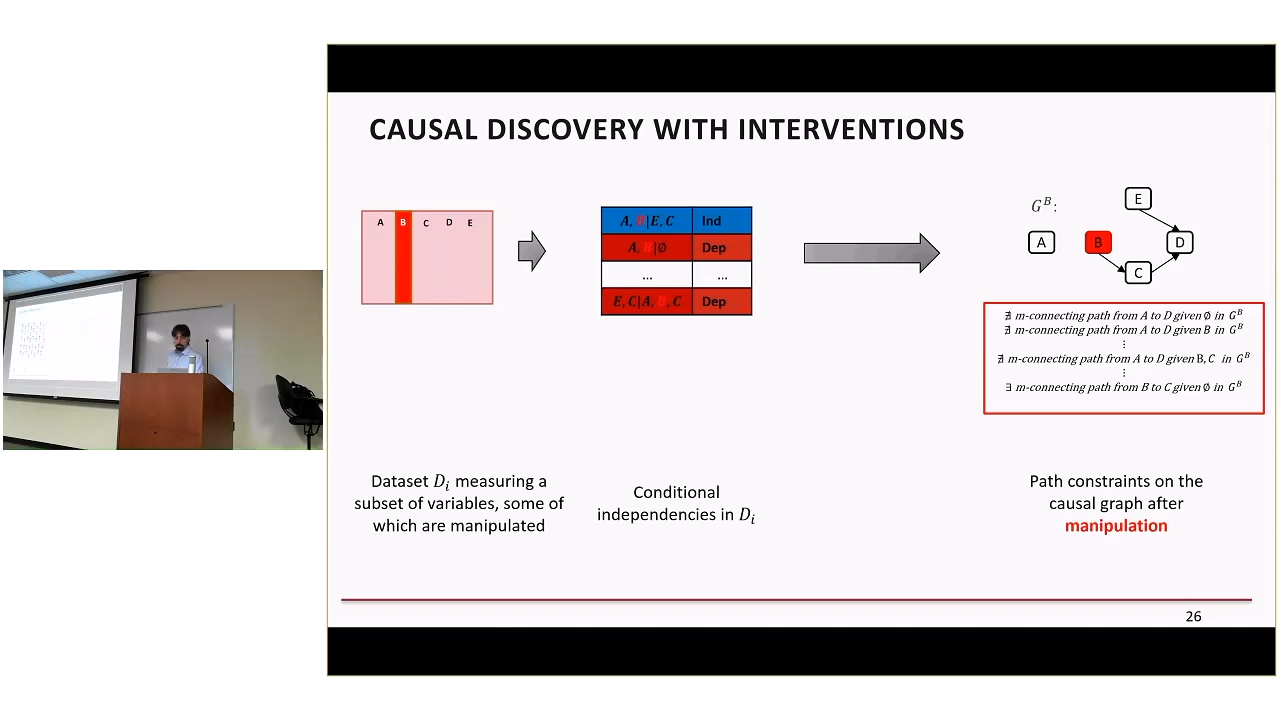 CAUSAL DISCOVERY WITH INTERVENTIONS
A B C D E
A, B|E, C Ind
A, B|∅ Dep
... ...
E, C|A, B, C Dep
G^B:
E
A
B
D
C
∄ m-connecting path from A to D given ∅ in G^B
∄ m-connecting path from A to D given B in G^B
⋮
∄ m-connecting path from A to D given B, C in G^B
⋮
∃ m-connecting path from B to C given ∅ in G^B
Dataset D_i measuring a
subset of variables, some of
which are manipulated
Conditional
independencies in D_i
Path constraints on the
causal graph after
manipulation
26